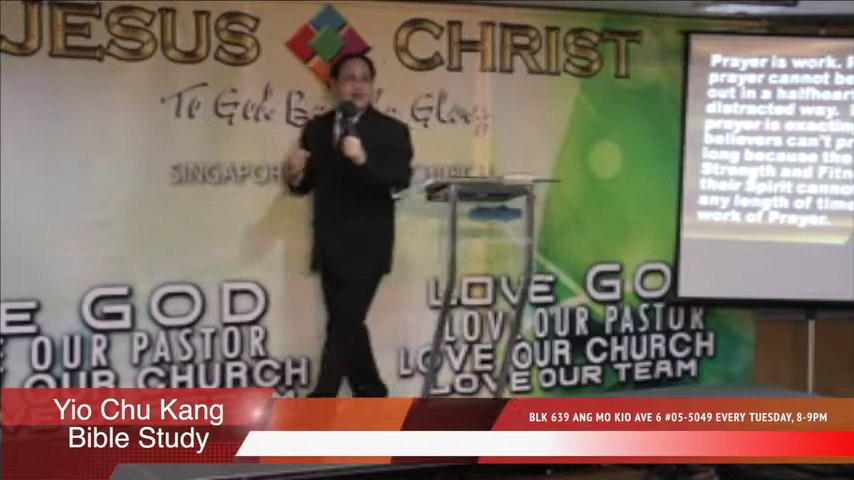 JESUS CHRIST
To God Be Glory
SINGAPORE CHURCH
Prayer is work.
prayer cannot be
out in a halfheart
distracted way.
prayer is exacting
believers can't pr
long because the
Strength and Fitn
their Spirit cannot
any length of time
work of Prayer.
E GOD
OUR PASTOR
OUR CHURCH
LOVE GO
LOVE OUR PASTOR
LOVE OUR CHURCH
LOVE OUR TEAM
Yio Chu Kang
Bible Study
BLK 639 ANG MO KIO AVE 6 #05-5049 EVERY TUESDAY, 8-9PM